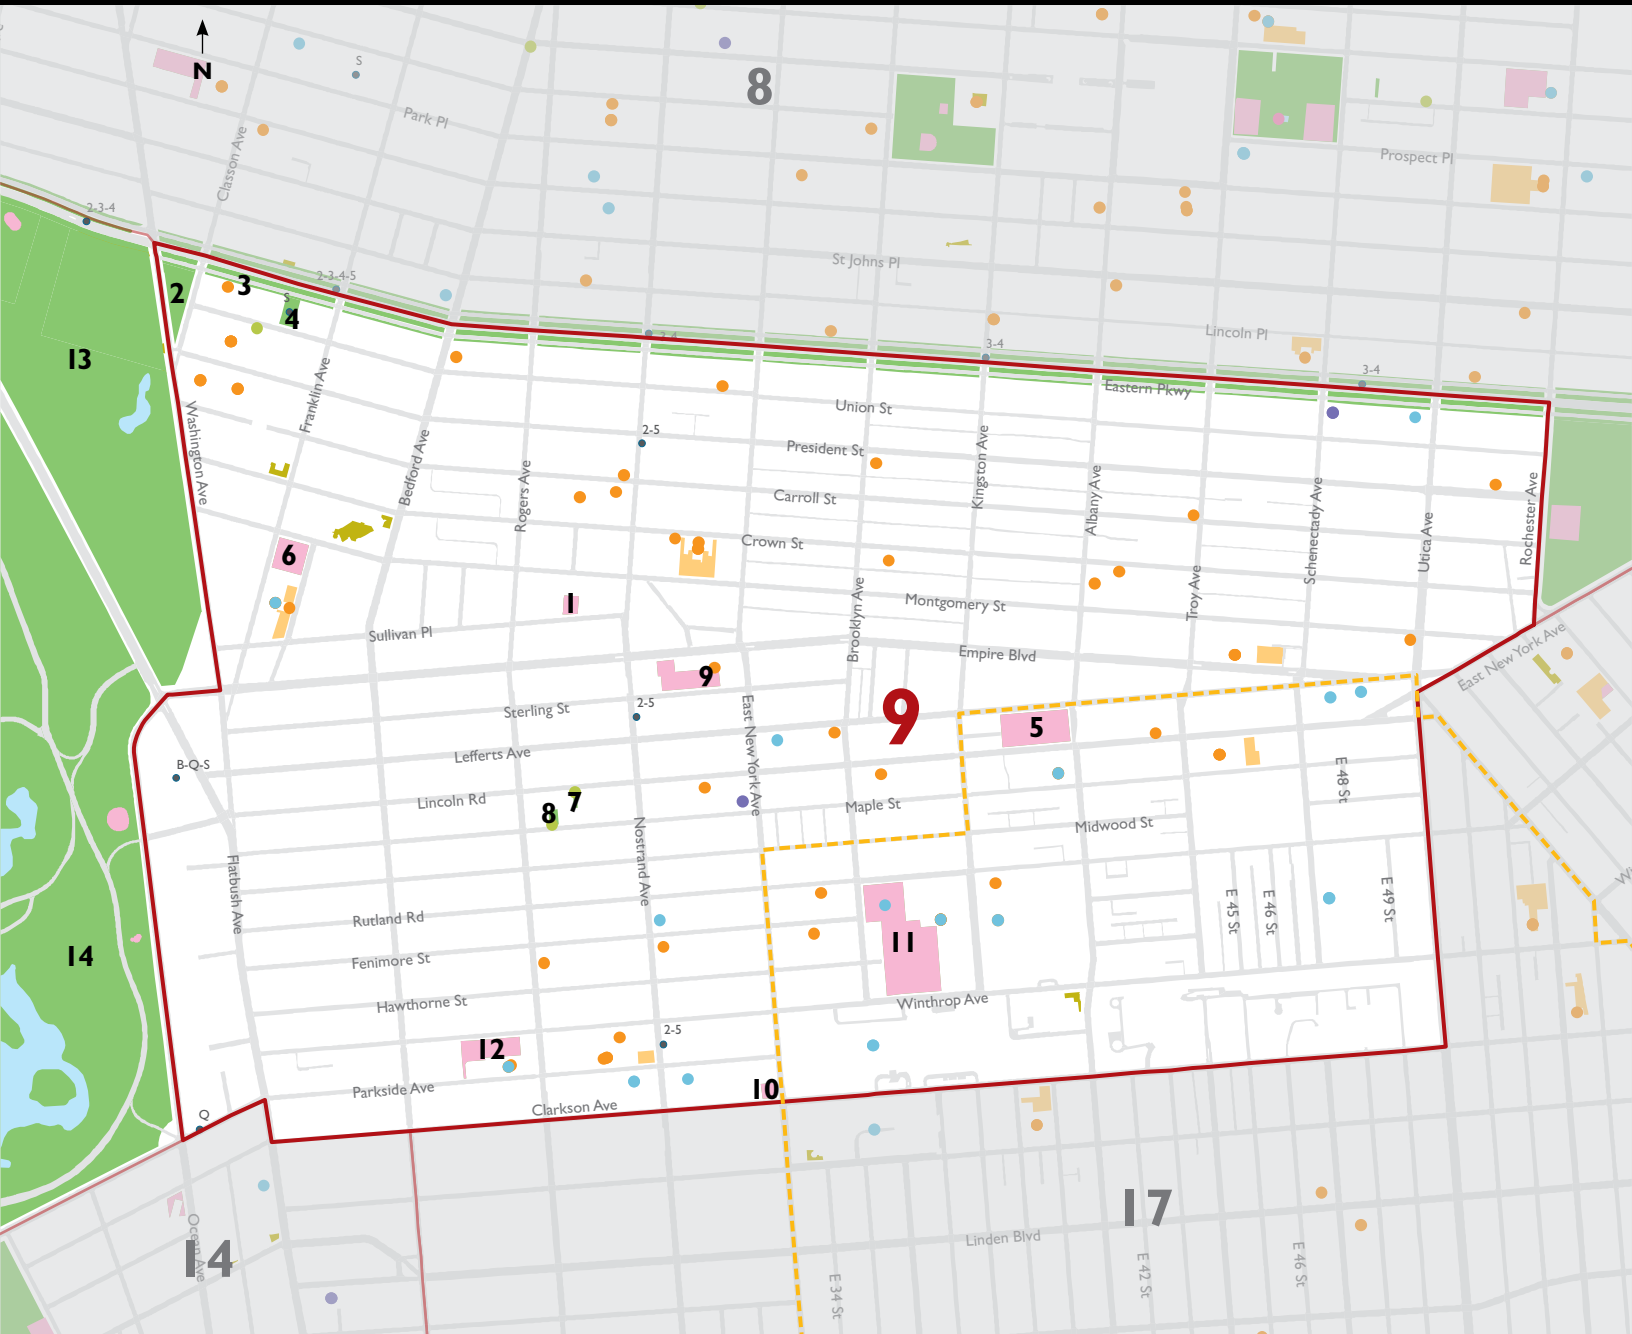 N
S
8
Park Pl
Classon Ave
Prospect Pl
2-3-4
St Johns Pl
2-3-4-5
2
3
S
4
Lincoln Pl
3-4
3-4
3-4
13
Eastern Pkwy
Union St
Franklin Ave
Washington Ave
Bedford Ave
2-5
President St
Kingston Ave
Rogers Ave
Carroll St
Albany Ave
Schenectady Ave
Utica Ave
Rochester Ave
Crown St
6
1
Brooklyn Ave
Montgomery St
Troy Ave
Sullivan Pl
Empire Blvd
East New York Ave
9
2-5
Sterling St
East New York Ave
9
5
B-Q-S
Lefferts Ave
E 48 St
Lincoln Rd
8
7
Maple St
Nostrand Ave
Midwood St
Flatbush Ave
Rutland Rd
E 45 St
E 46 St
E 49 St
14
Fenimore St
11
Hawthorne St
Winthrop Ave
2-5
12
Parkside Ave
10
Clarkson Ave
Q
17
Ocean Ave
14
Linden Blvd
E 34 St
E 42 St
E 46 St